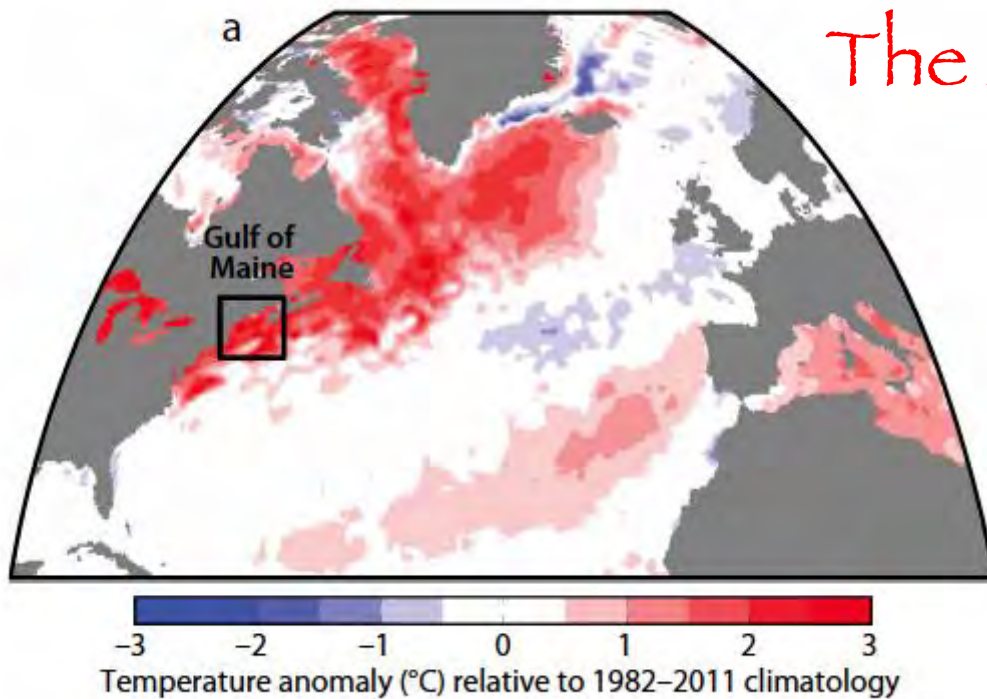 a
The
Gulf of
Maine
−3 −2 −1 0 1 2 3
Temperature anomaly (°C) relative to 1982–2011 climatology